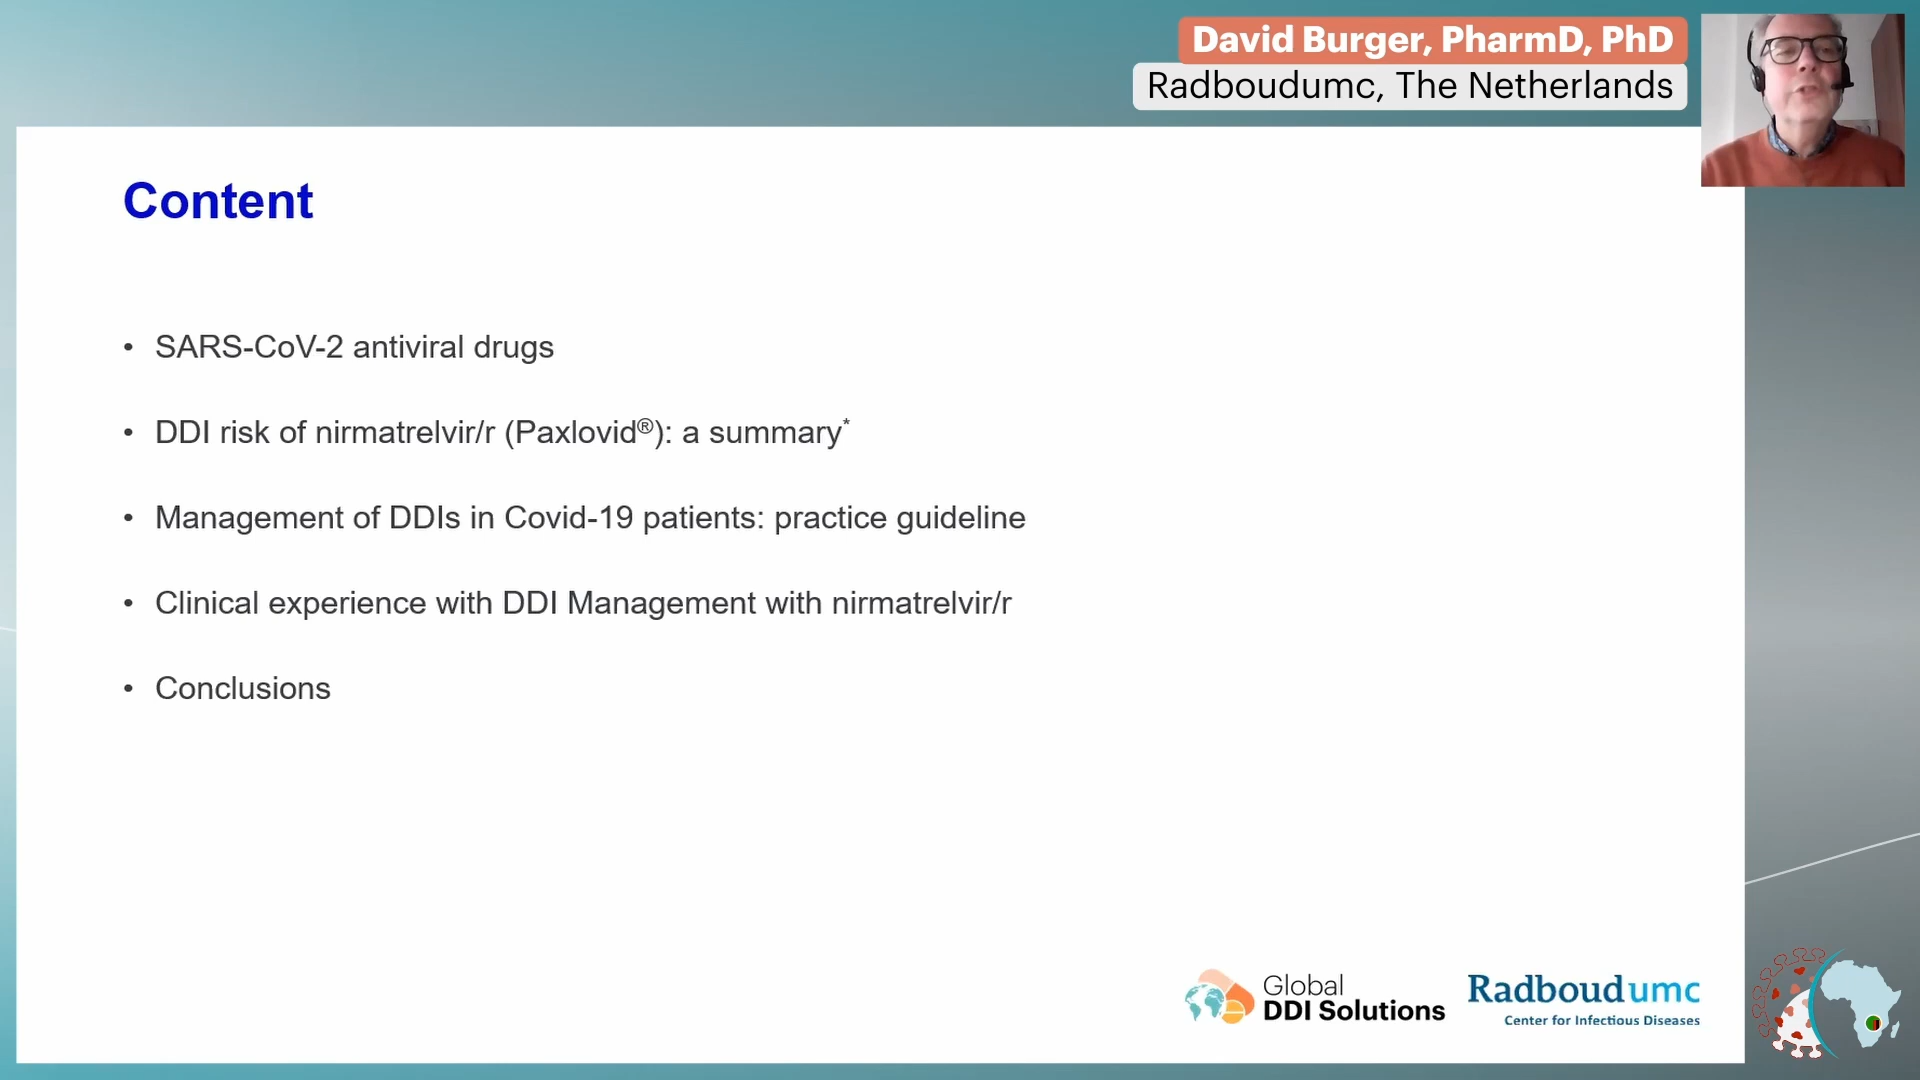 David Burger, PharmD, PhD
Radboudumc, The Netherlands
Content
• SARS-CoV-2 antiviral drugs
• DDI risk of nirmatrelvir/r (Paxlovid®): a summary*
• Management of DDIs in Covid-19 patients: practice guideline
• Clinical experience with DDI Management with nirmatrelvir/r
• Conclusions
Global
DDI Solutions
Radboudumc
Center for Infectious Diseases